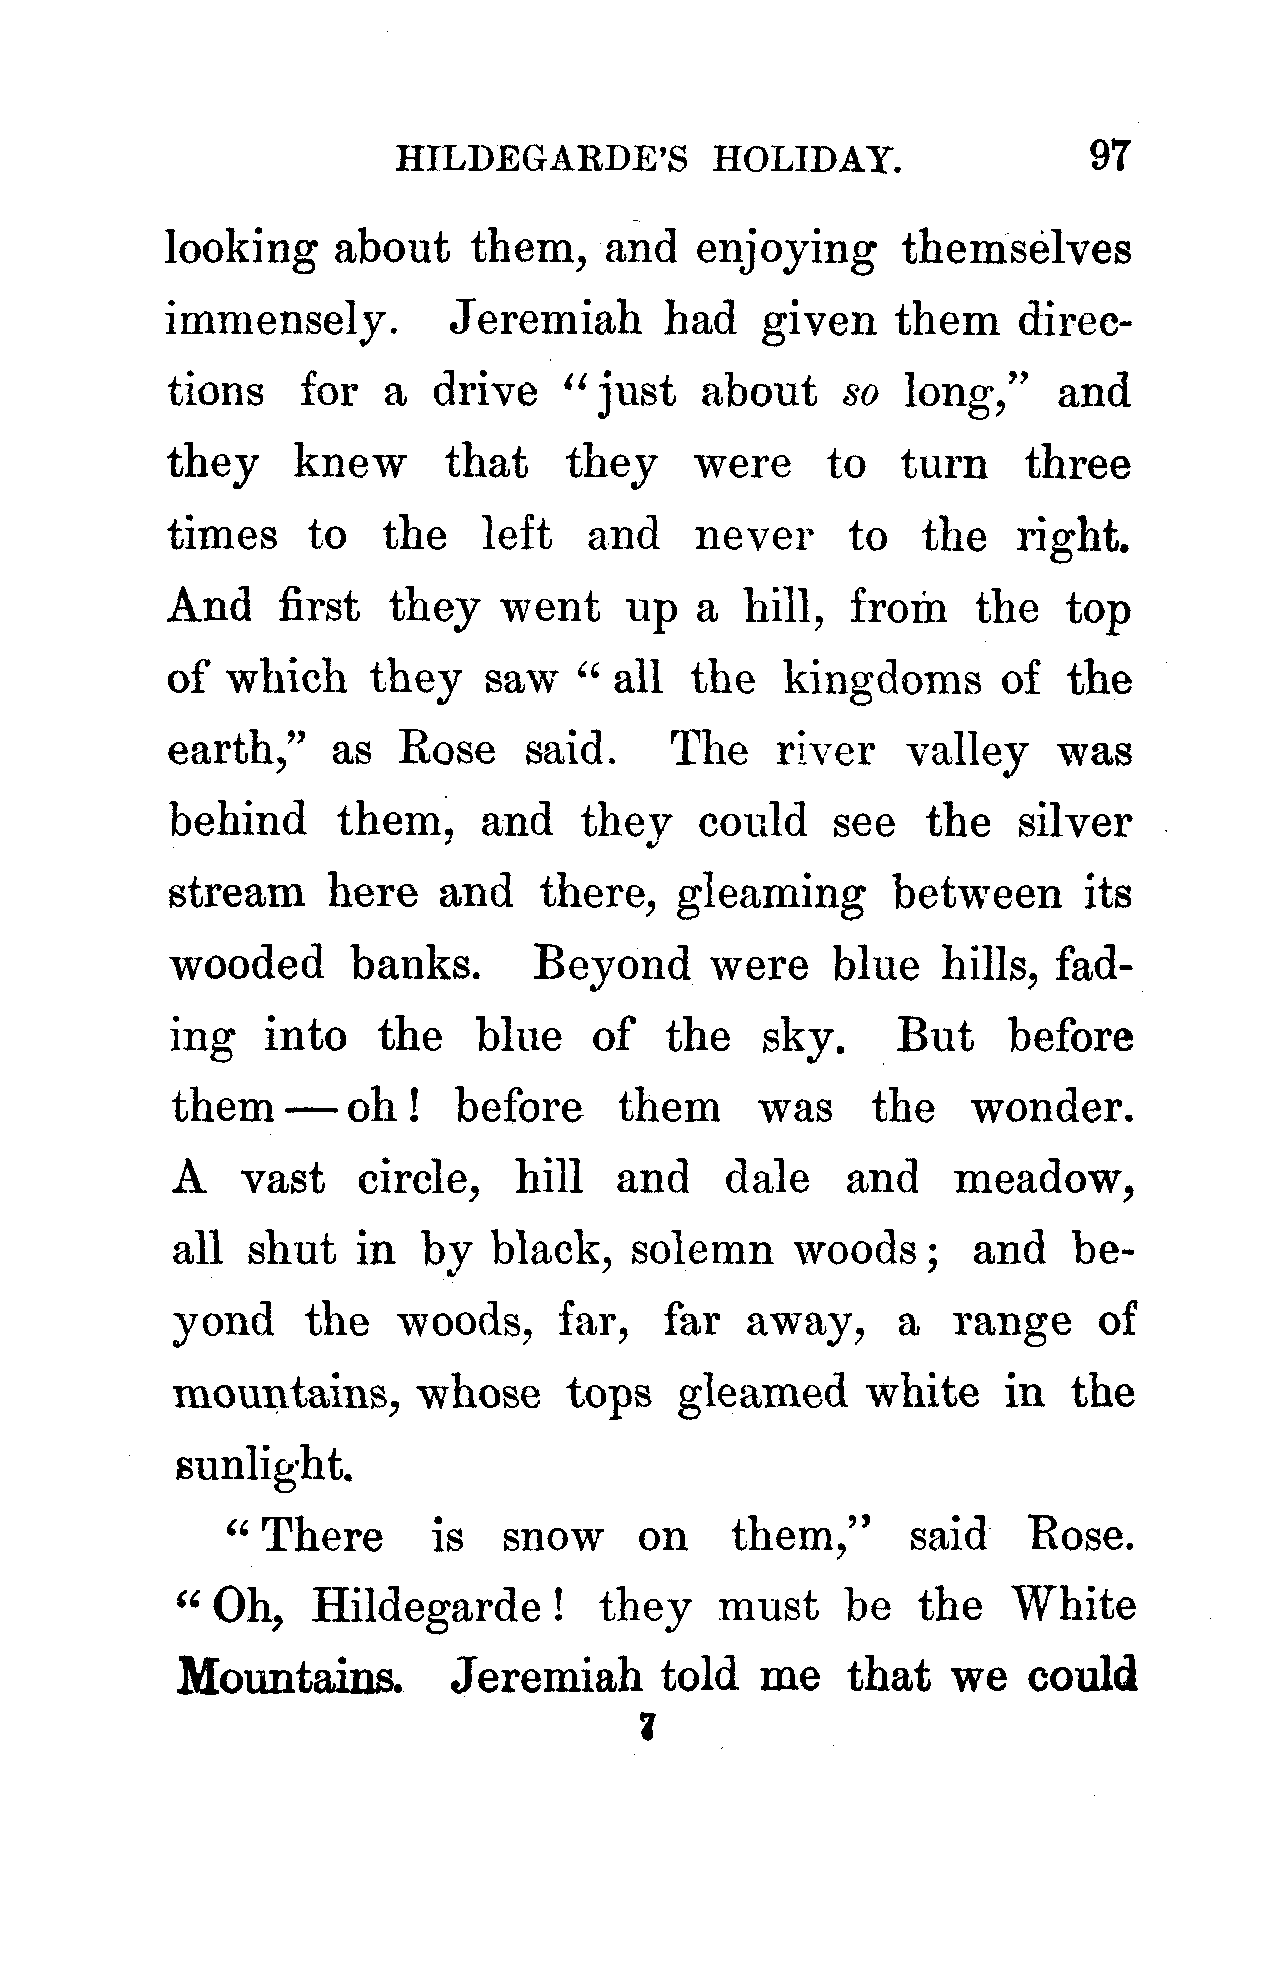 HILDEGARDE'S HOLIDAY. 97
looking about them, and enjoying themselves
immensely. Jeremiah had given them direc-
tions for a drive "just about so long," and
they knew that they were to turn three
times to the left and never to the right.
And first they went up a hill, from the top
of which they saw "all the kingdoms of the
earth," as Rose said. The river valley was
behind them, and they could see the silver
stream here and there, gleaming between its
wooded banks. Beyond were blue hills, fad-
ing into the blue of the sky. But before
them — oh! before them was the wonder.
A vast circle, hill and dale and meadow,
all shut in by black, solemn woods; and be-
yond the woods, far, far away, a range of
mountains, whose tops gleamed white in the
sunlight.
"There is snow on them," said Rose.
"Oh, Hildegarde! they must be the White
Mountains. Jeremiah told me that we could
7